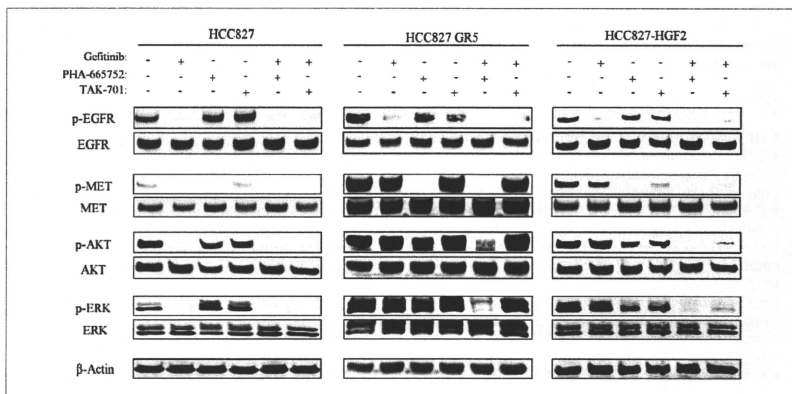 HCC827 HCC827 GR5 HCC827-HGF2
Gefitinib: - + - - + + - + - - + + - + - - + +
PHA-665752: - - + - + - - - + - + - - - + - + -
TAK-701: - - - + - + - - - + - + - - - + - +
p-EGFR
EGFR
p-MET
MET
p-AKT
AKT
p-ERK
ERK
β-Actin